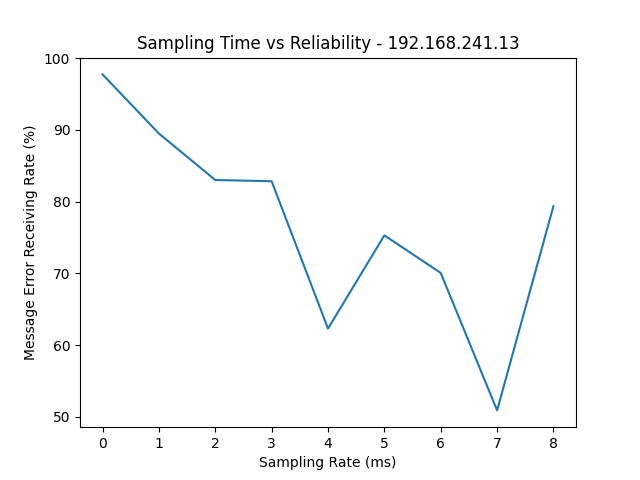 Sampling Time vs Reliability - 192.168.241.13
100
90
80
70
60
50
Message Error Receiving Rate (%)
0 1 2 3 4 5 6 7 8
Sampling Rate (ms)